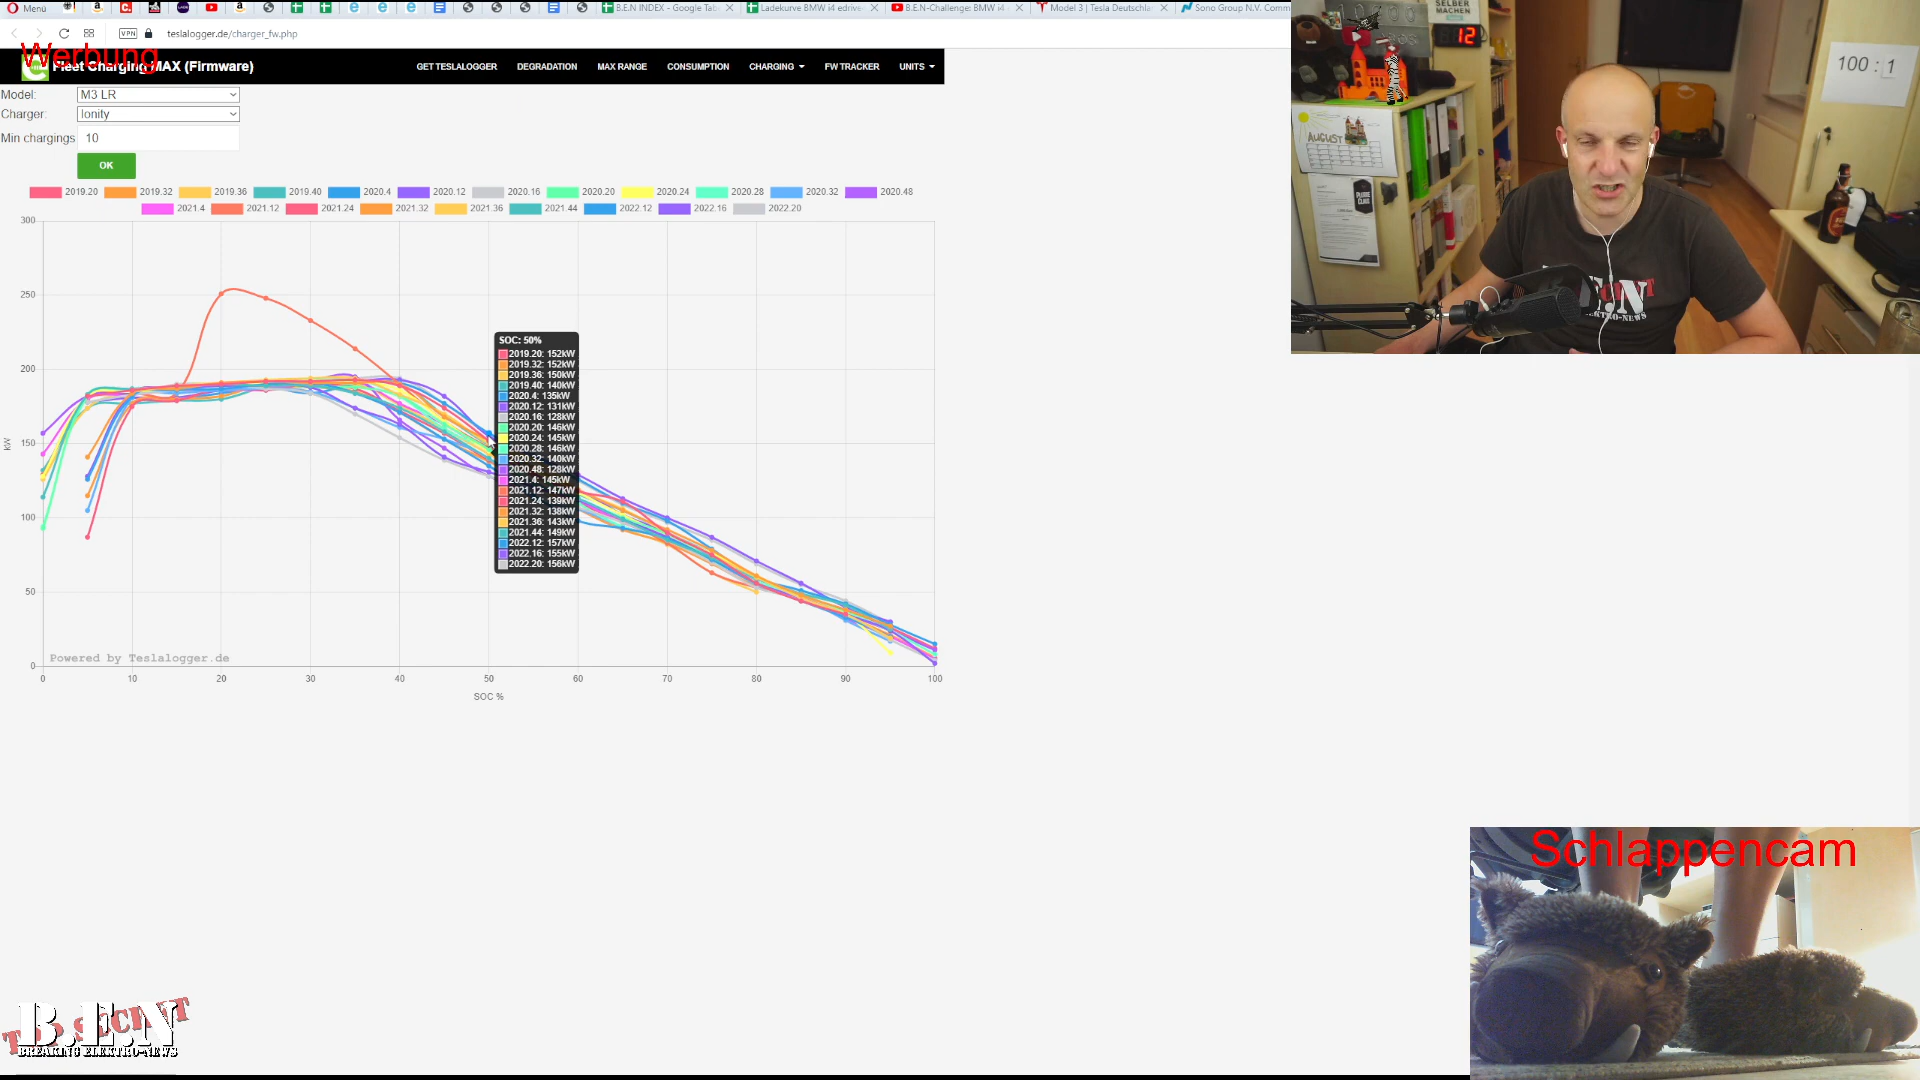 Menü
B.E.N INDEX - Google Tab
Ladekurve BMW i4 edrive
B.E.N-Challenge: BMW i4
Model 3 | Tesla Deutschla
Sono Group N.V. Comm
VPN
teslalogger.de/charger_fw.php
Werbung
Fleet Charging MAX (Firmware)
GET TESLALOGGER DEGRADATION MAX RANGE CONSUMPTION CHARGING FW TRACKER UNITS
Model: M3 LR
Charger: Ionity
Min chargings 10
OK
2019.20 2019.32 2019.36 2019.40 2020.4 2020.12 2020.16 2020.20 2020.24 2020.28 2020.32 2020.48
2021.4 2021.12 2021.24 2021.32 2021.36 2021.44 2022.12 2022.16 2022.20
300
250
200
150
100
50
0
kW
SOC: 50%
2019.20: 152kW
2019.32: 152kW
2019.36: 150kW
2019.40: 140kW
2020.4: 135kW
2020.12: 131kW
2020.16: 128kW
2020.20: 146kW
2020.24: 145kW
2020.28: 146kW
2020.32: 140kW
2020.48: 128kW
2021.4: 145kW
2021.12: 147kW
2021.24: 139kW
2021.32: 138kW
2021.36: 143kW
2021.44: 149kW
2022.12: 157kW
2022.16: 155kW
2022.20: 156kW
Powered by Teslalogger.de
0 10 20 30 40 50 60 70 80 90 100
SOC %
SELBER
MACHEN
12
100 : 1
AUGUST
ELEKTRO-NEWS
Schlappencam
TOP SECRET
B.E.N
BREAKING ELEKTRO-NEWS